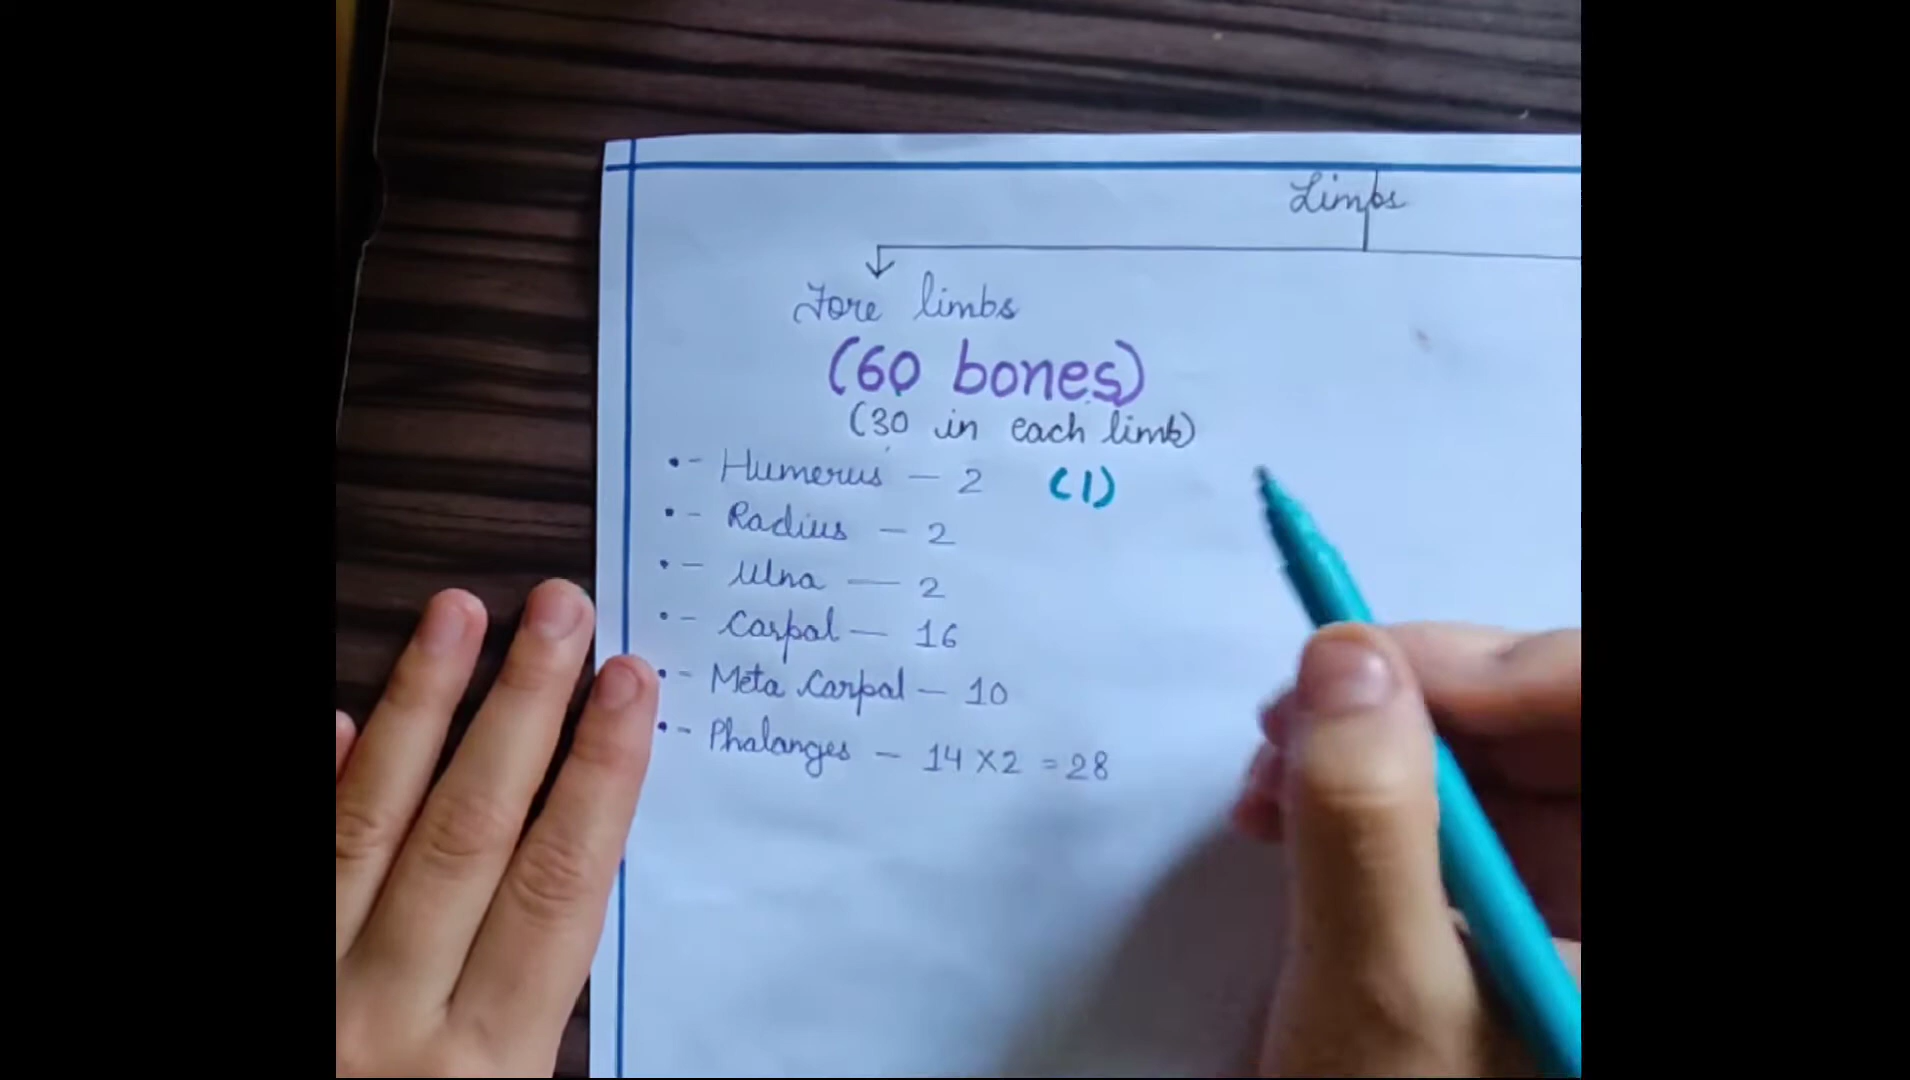 Limbs
Fore limbs
(60 bones)
(30 in each limb)
•- Humerus — 2 (1)
•- Radius — 2
•- Ulna — 2
•- Carpal — 16
•- Meta Carpal — 10
•- Phalanges — 14 X 2 = 28